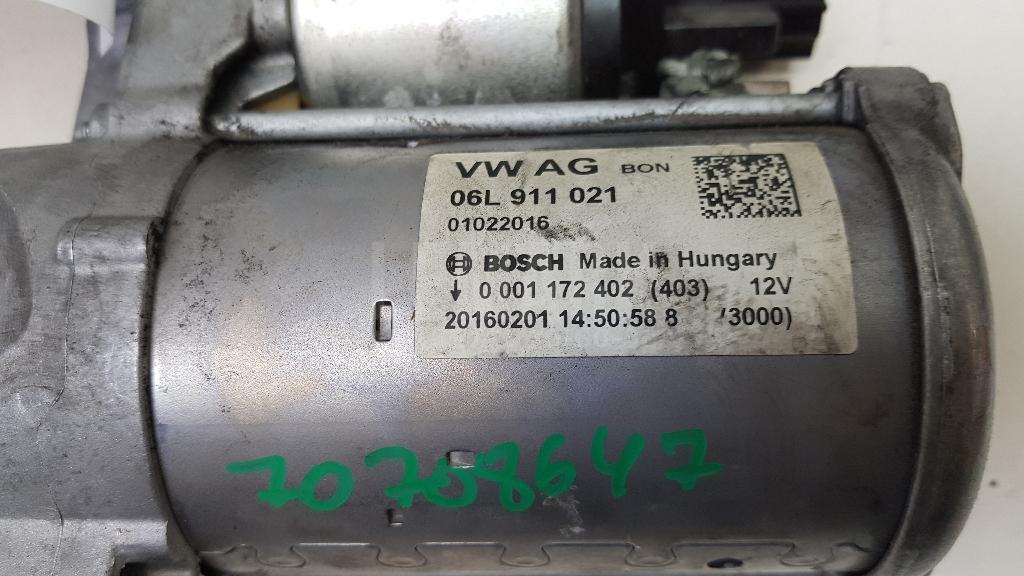 VW AG BON
06L 911 021
01022016
BOSCH Made in Hungary
↓ 0 001 172 402 (403) 12V
20160201 14:50:58 8 /3000)
70708647